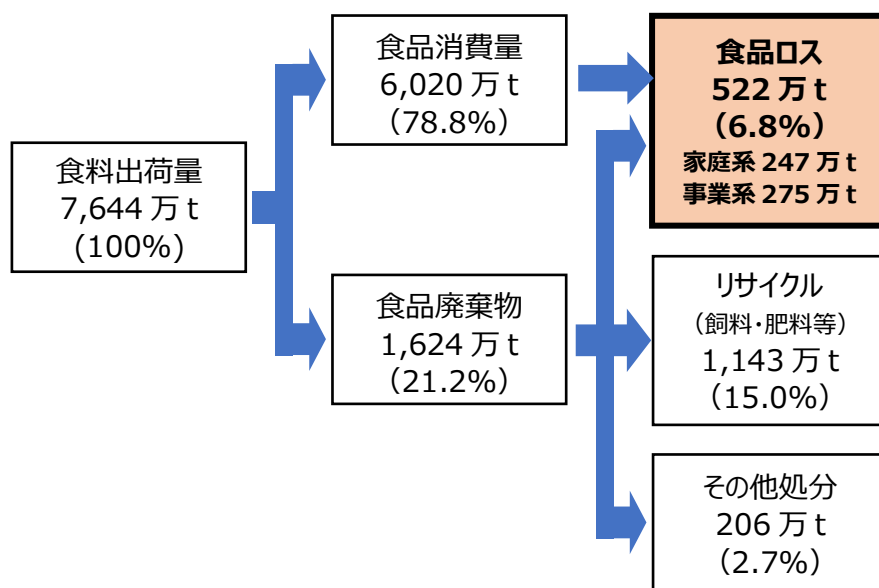 食料出荷量
7,644 万 t
(100%)
食品消費量
6,020 万 t
（78.8%）
食品廃棄物
1,624 万 t
（21.2%）
食品ロス
522 万 t
（6.8%）
家庭系 247 万 t
事業系 275 万 t
リサイクル
（飼料・肥料等）
1,143 万 t
（15.0%）
その他処分
206 万 t
（2.7%）